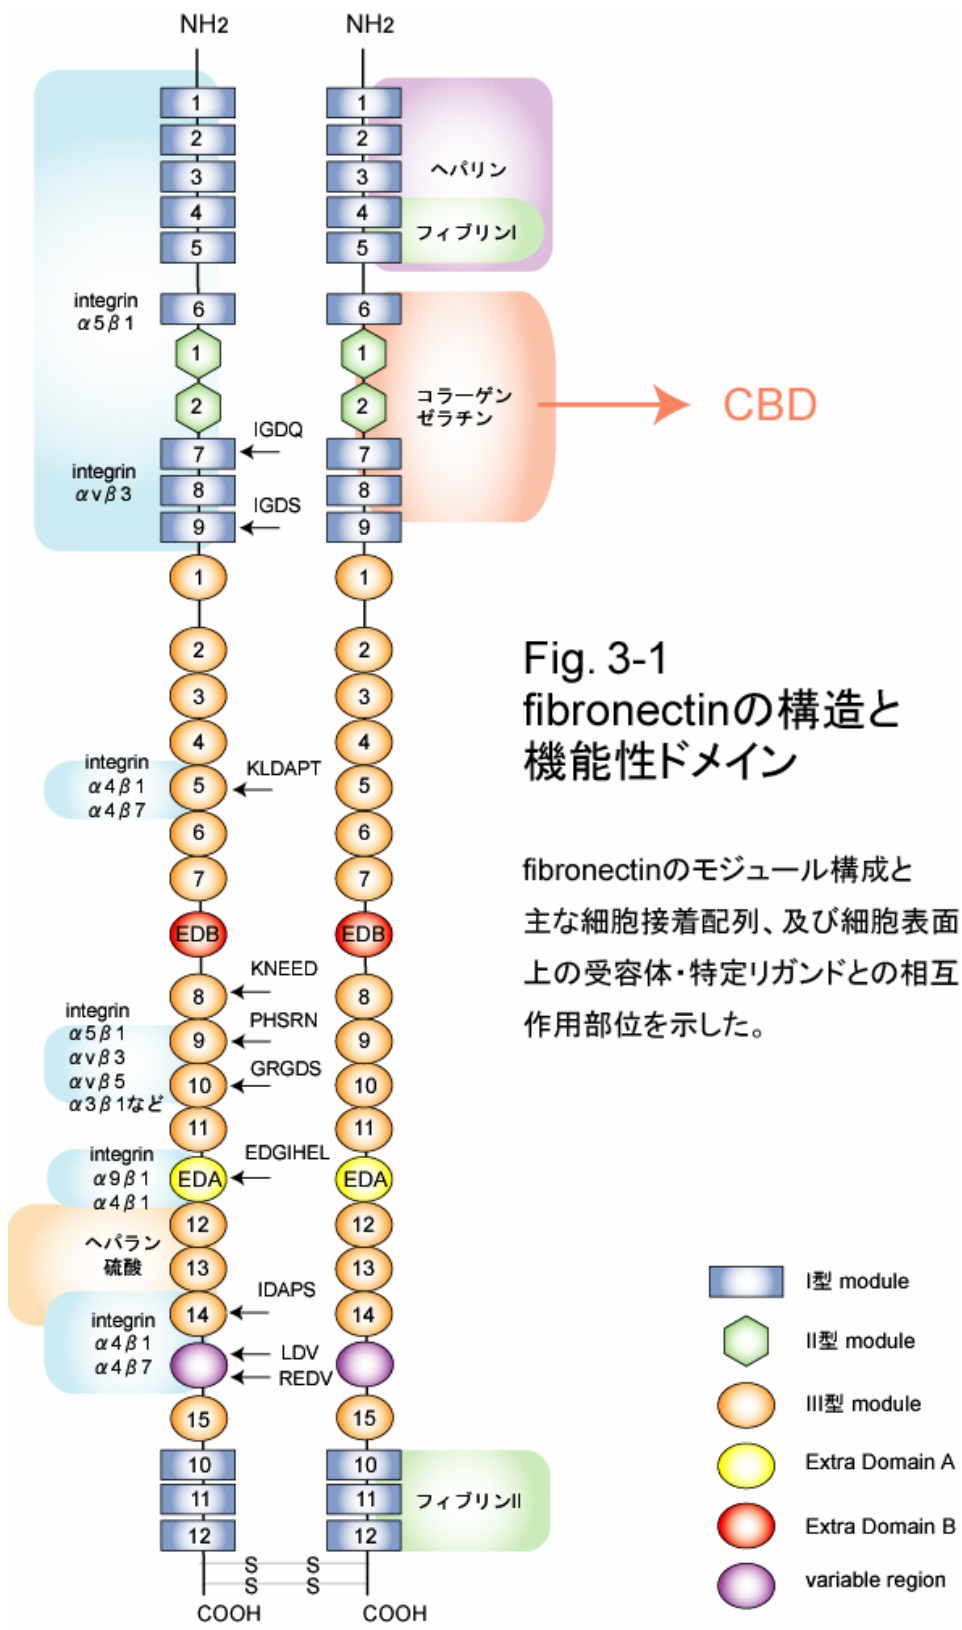 NH2
NH2
1
1
2
2
3
3
ヘパリン
4
4
フィブリンI
5
5
integrin
α5β1
6
6
1
1
2
2
コラーゲン
ゼラチン
CBD
IGDQ
7
7
integrin
αvβ3
8
8
IGDS
9
9
1
1
2
2
3
3
4
4
integrin
α4β1
α4β7
5
KLDAPT
5
6
6
7
7
EDB
EDB
KNEED
8
8
PHSRN
9
9
integrin
α5β1
αvβ3
αvβ5
α3β1など
GRGDS
10
10
11
11
EDGIHEL
integrin
α9β1
α4β1
EDA
EDA
12
12
ヘパラン
硫酸
13
13
IDAPS
14
14
integrin
α4β1
α4β7
LDV
REDV
15
15
10
10
11
11
フィブリンII
12
12
S S
S S
COOH
COOH
Fig. 3-1
fibronectinの構造と
機能性ドメイン
fibronectinのモジュール構成と
主な細胞接着配列、及び細胞表面
上の受容体・特定リガンドとの相互
作用部位を示した。
I型 module
II型 module
III型 module
Extra Domain A
Extra Domain B
variable region